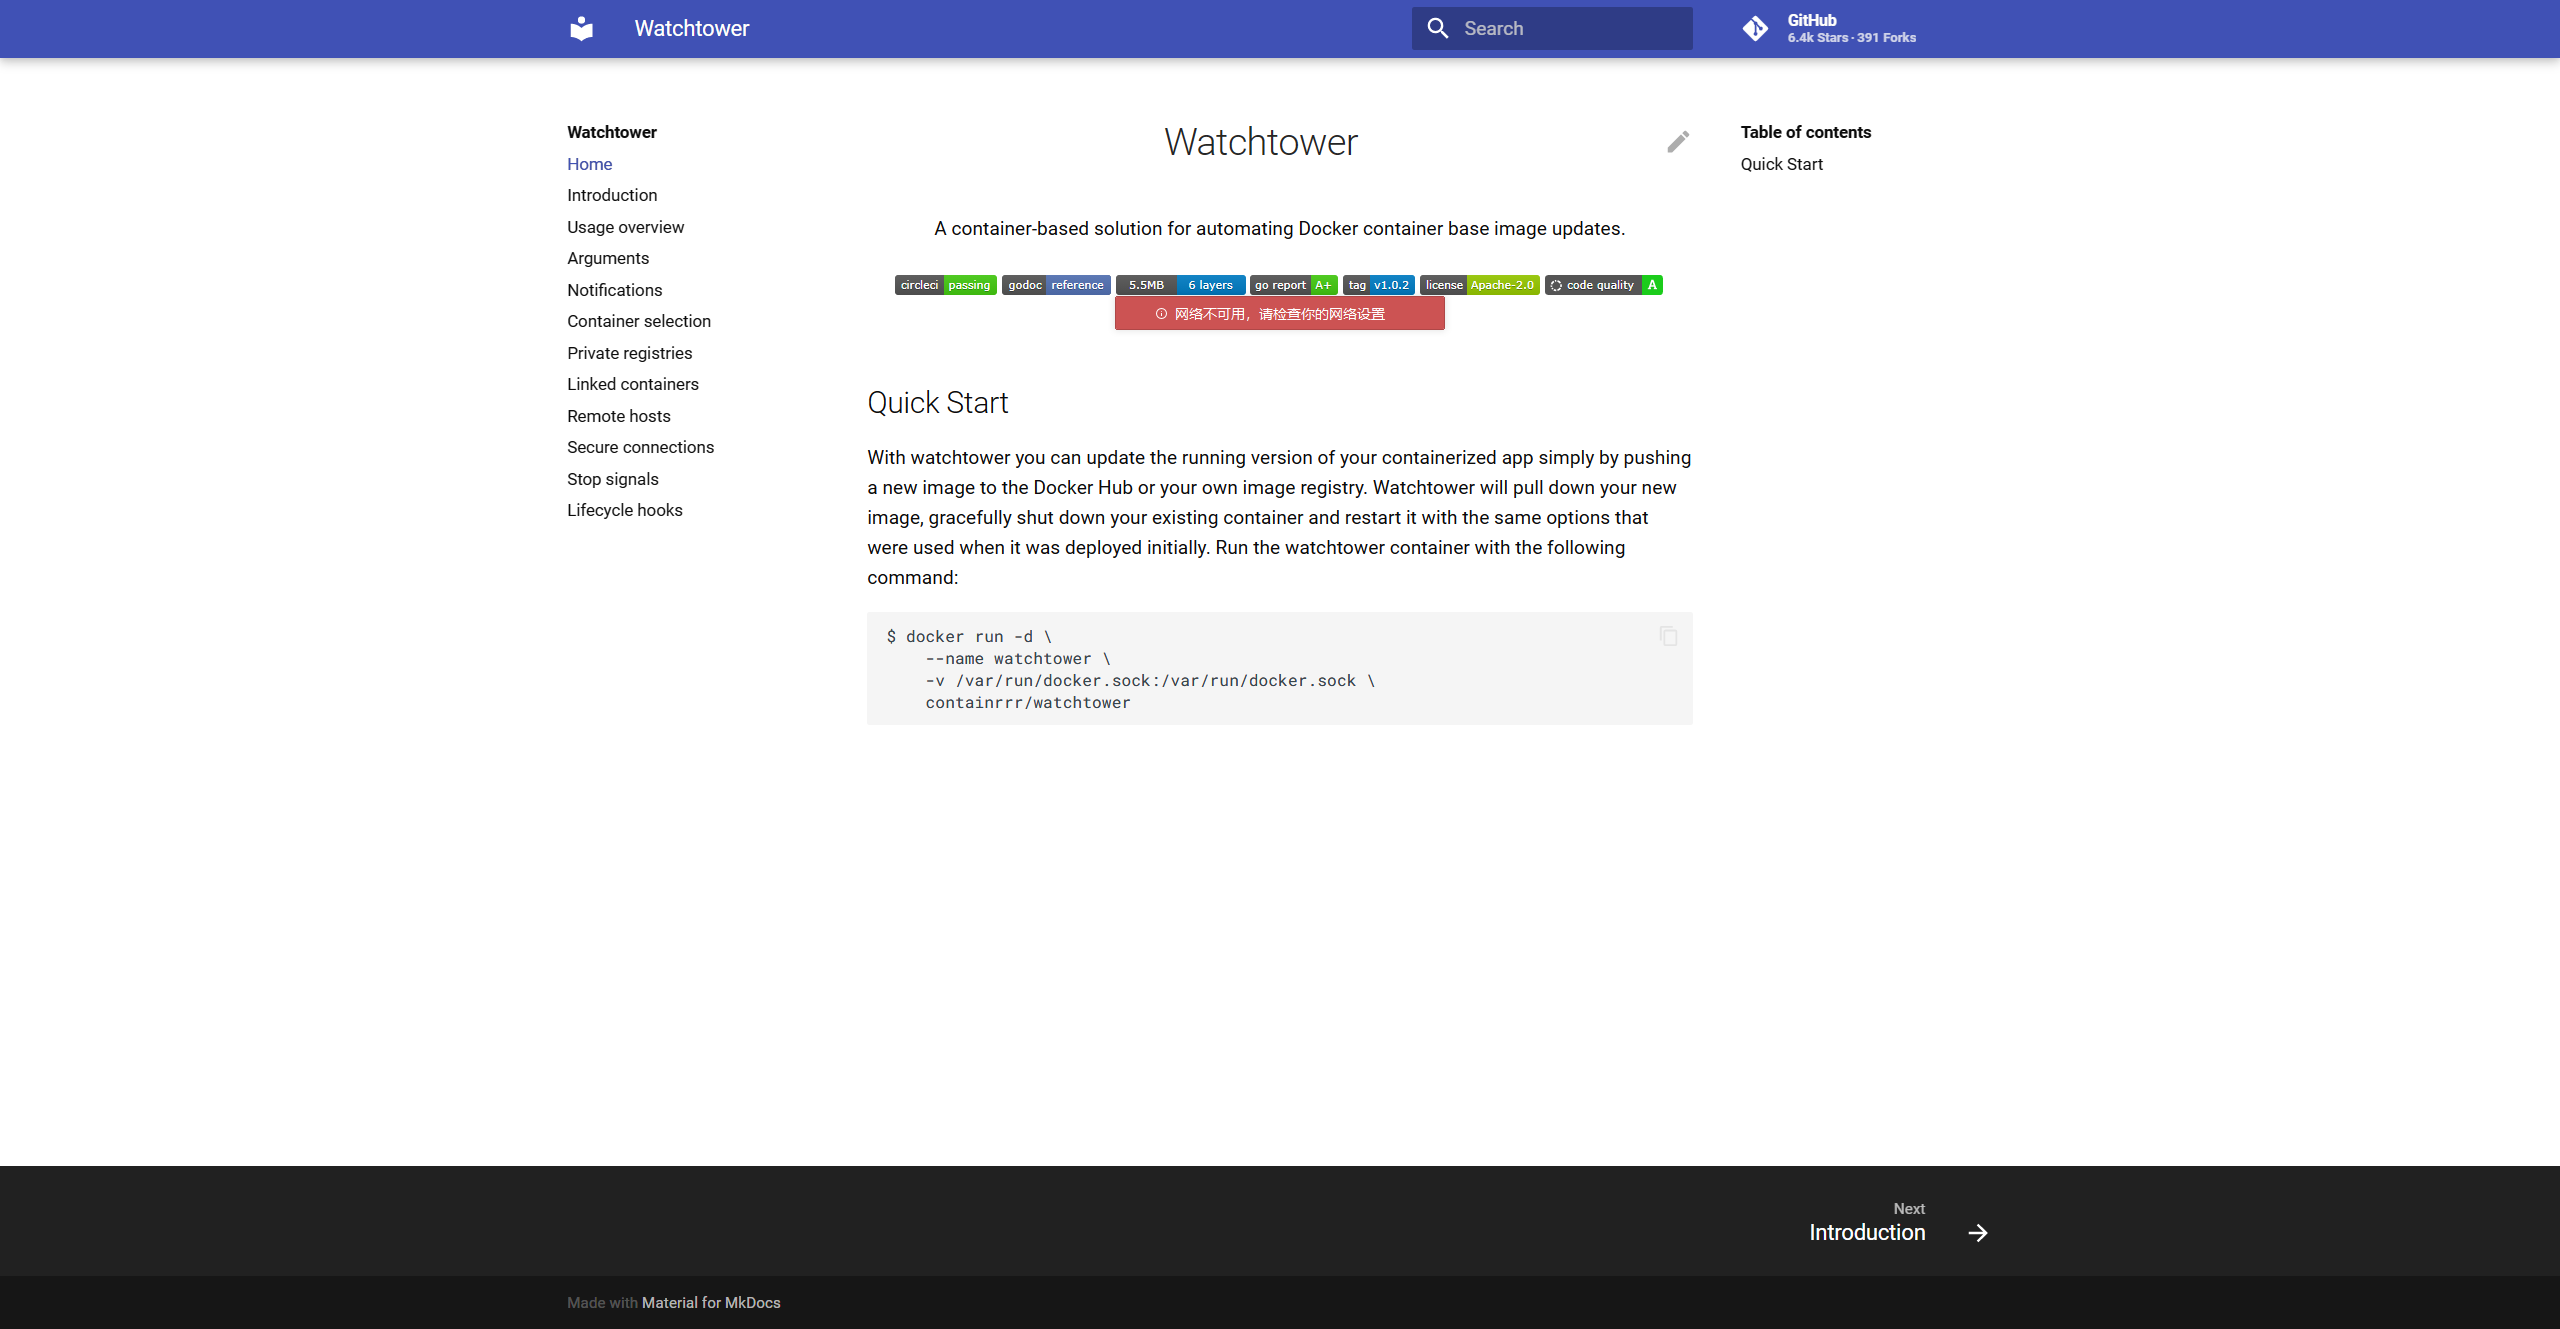 Watchtower
Search
GitHub
6.4k Stars · 391 Forks
Watchtower
Home
Introduction
Usage overview
Arguments
Notifications
Container selection
Private registries
Linked containers
Remote hosts
Secure connections
Stop signals
Lifecycle hooks
Watchtower
A container-based solution for automating Docker container base image updates.
circleci passing godoc reference 5.5MB 6 layers go report A+ tag v1.0.2 license Apache-2.0 code quality A
网络不可用，请检查你的网络设置
Quick Start
With watchtower you can update the running version of your containerized app simply by pushing
a new image to the Docker Hub or your own image registry. Watchtower will pull down your new
image, gracefully shut down your existing container and restart it with the same options that
were used when it was deployed initially. Run the watchtower container with the following
command:
$ docker run -d \
    --name watchtower \
    -v /var/run/docker.sock:/var/run/docker.sock \
    containrrr/watchtower
Table of contents
Quick Start
Next
Introduction
Made with Material for MkDocs